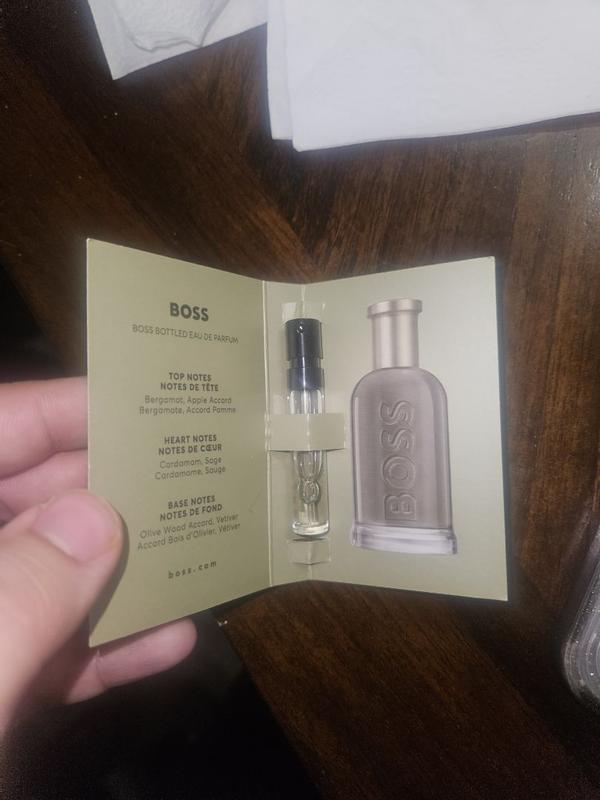 BOSS
BOSS BOTTLED EAU DE PARFUM
TOP NOTES
NOTES DE TÊTE
Bergamot, Apple Accord
Bergamote, Accord Pomme
HEART NOTES
NOTES DE CŒUR
Cardamom, Sage
Cardamome, Sauge
BASE NOTES
NOTES DE FOND
Olive Wood Accord, Vetiver
Accord Bois d'Olivier, Vétiver
boss.com
BOSS